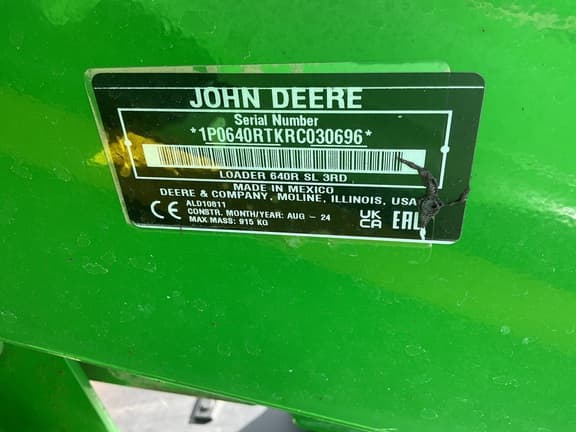 JOHN DEERE
Serial Number
*1P0640RTKRC030696*
LOADER 640R SL 3RD
MADE IN MEXICO
DEERE & COMPANY, MOLINE, ILLINOIS, USA
ALD10811
CE CONSTR. MONTH/YEAR: AUG - 24
MAX MASS: 915 KG
UK CA EAC